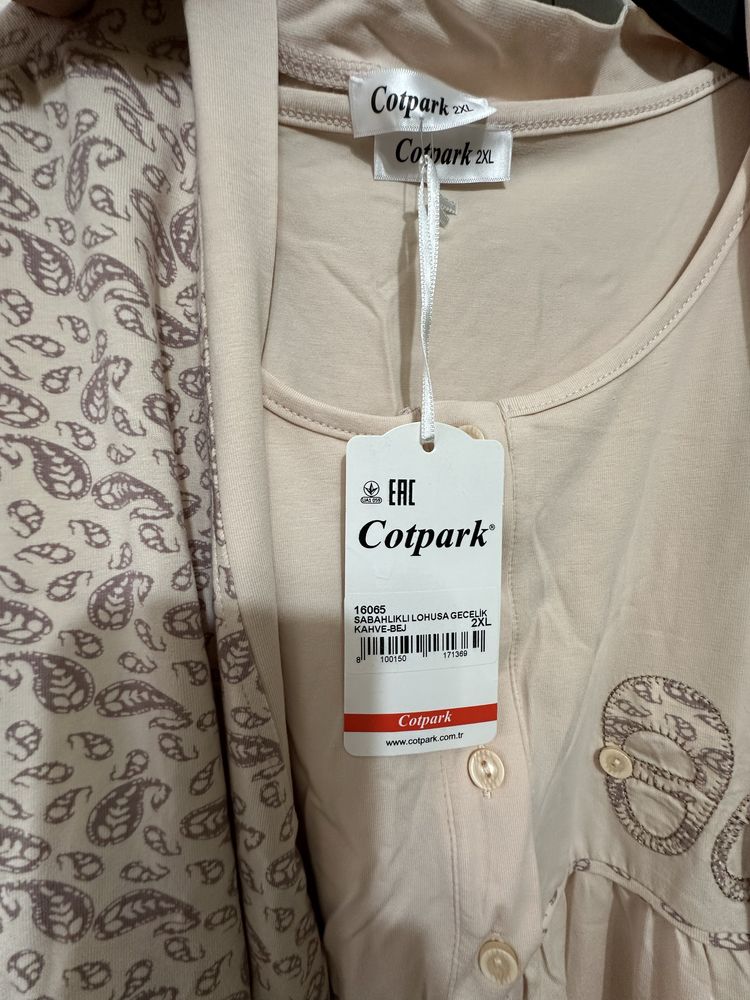 Cotpark 2XL
Cotpark 2XL
EAC
Cotpark®
16065
SABAHLIKLI LOHUSA GECELİK
KAHVE-BEJ 2XL
8 100150 171369
Cotpark
www.cotpark.com.tr